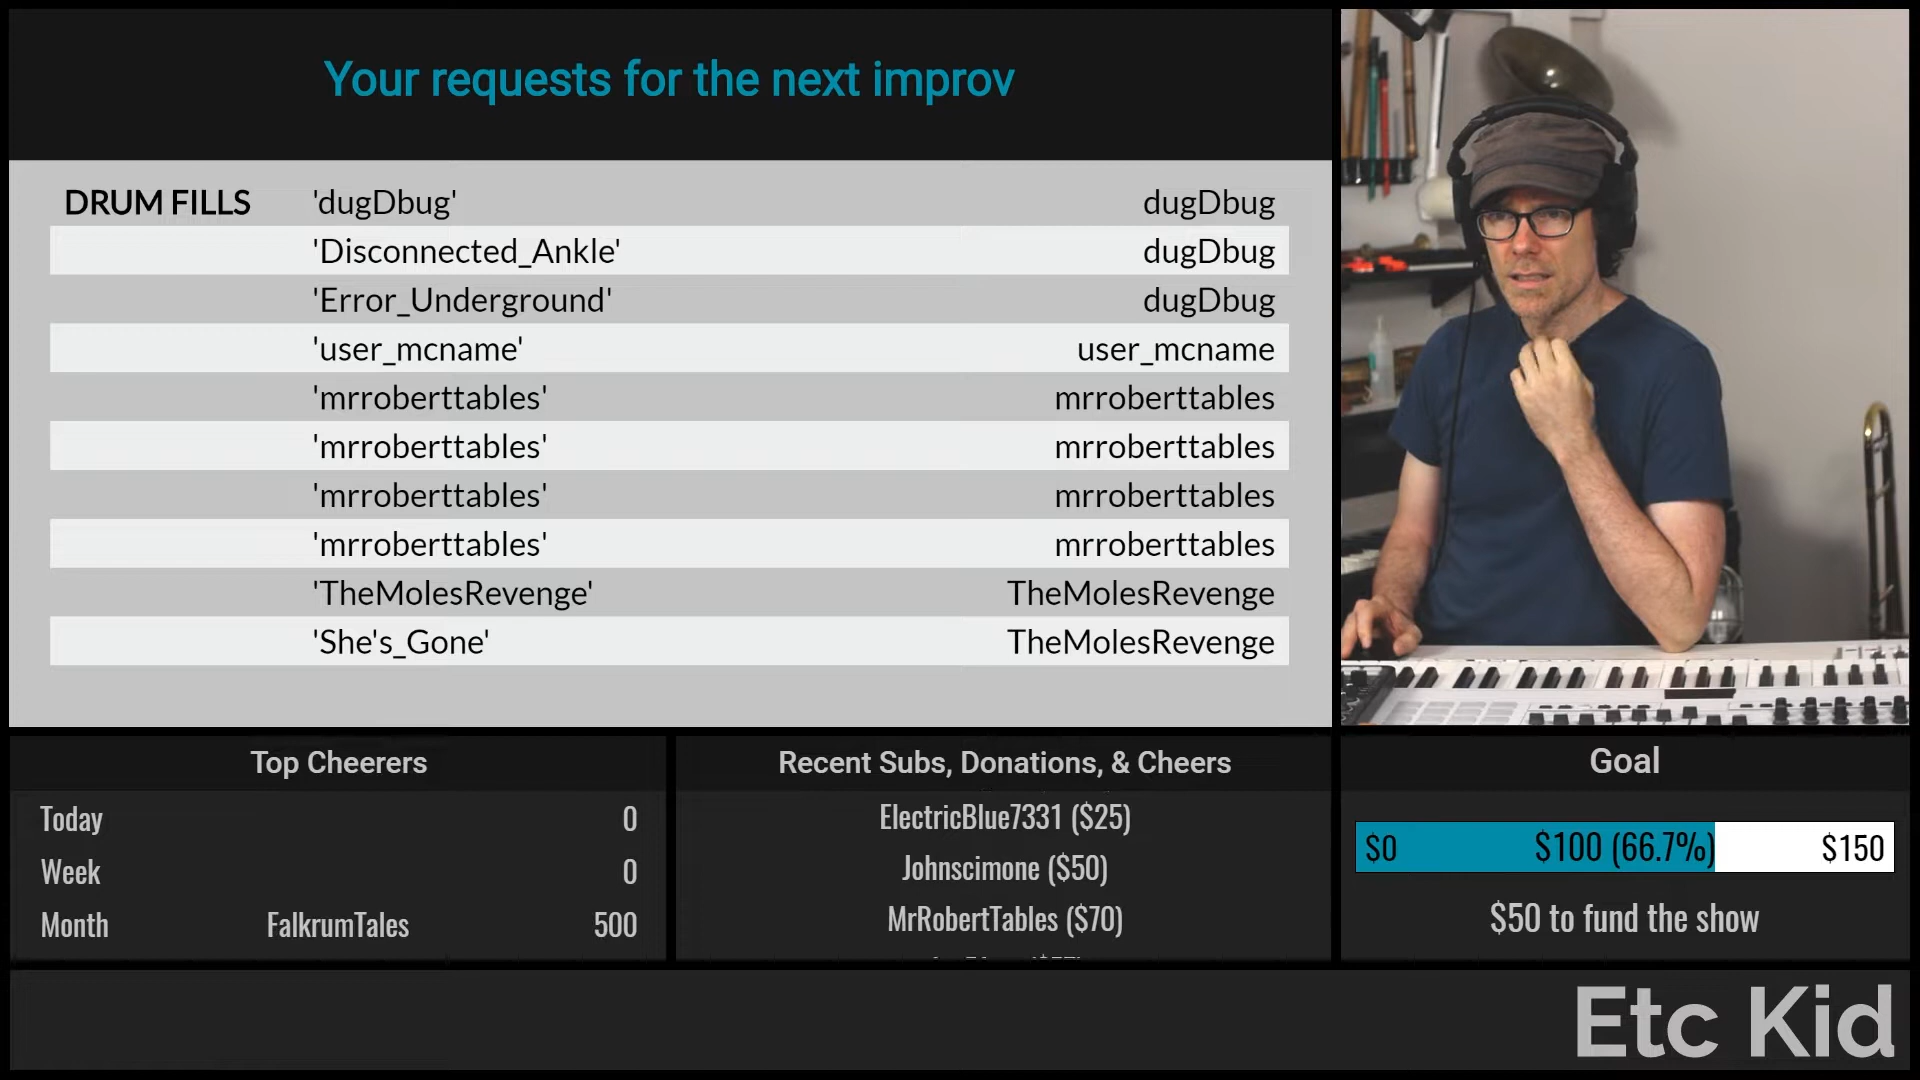 Your requests for the next improv
DRUM FILLS 'dugDbug' dugDbug
'Disconnected_Ankle' dugDbug
'Error_Underground' dugDbug
'user_mcname' user_mcname
'mrroberttables' mrroberttables
'mrroberttables' mrroberttables
'mrroberttables' mrroberttables
'mrroberttables' mrroberttables
'TheMolesRevenge' TheMolesRevenge
'She's_Gone' TheMolesRevenge
Top Cheerers
Today 0
Week 0
Month FalkrumTales 500
Recent Subs, Donations, & Cheers
ElectricBlue7331 ($25)
Johnscimone ($50)
MrRobertTables ($70)
Goal
$0 $100 (66.7%) $150
$50 to fund the show
Etc Kid